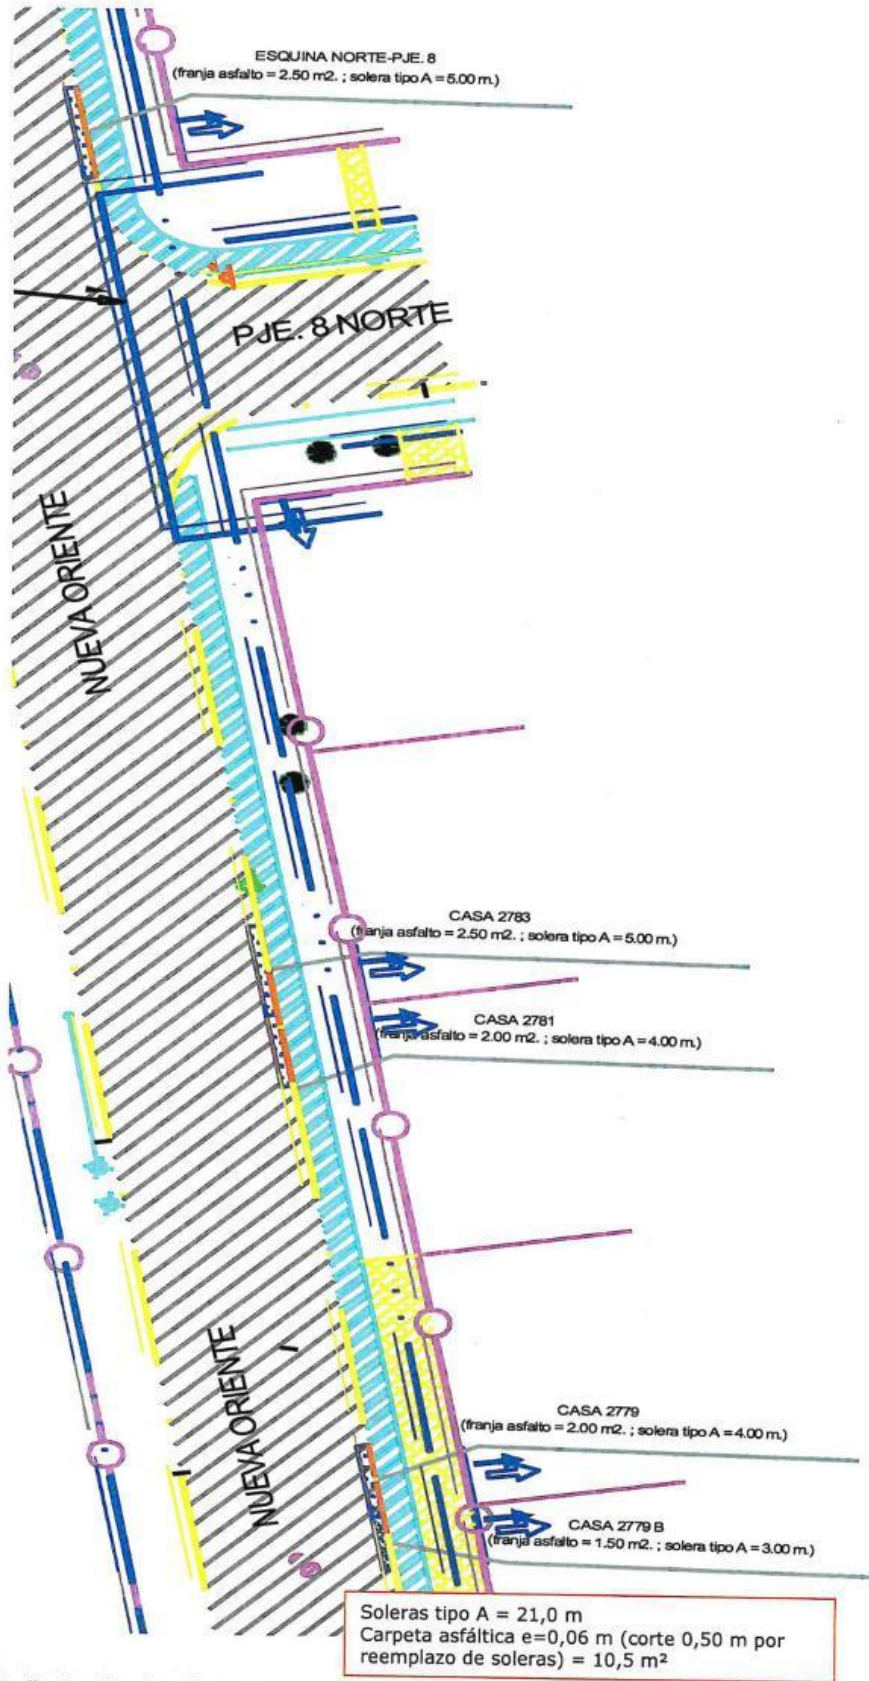 ESQUINA NORTE-PJE. 8
(franja asfalto = 2.50 m2. ; solera tipo A = 5.00 m.)
PJE. 8 NORTE
NUEVA ORIENTE
CASA 2783
(franja asfalto = 2.50 m2. ; solera tipo A = 5.00 m.)
CASA 2781
(franja asfalto = 2.00 m2. ; solera tipo A = 4.00 m.)
NUEVA ORIENTE
CASA 2779
(franja asfalto = 2.00 m2. ; solera tipo A = 4.00 m.)
CASA 2779 B
(franja asfalto = 1.50 m2. ; solera tipo A = 3.00 m.)
Soleras tipo A = 21,0 m
Carpeta asfáltica e=0,06 m (corte 0,50 m por
reemplazo de soleras) = 10,5 m²